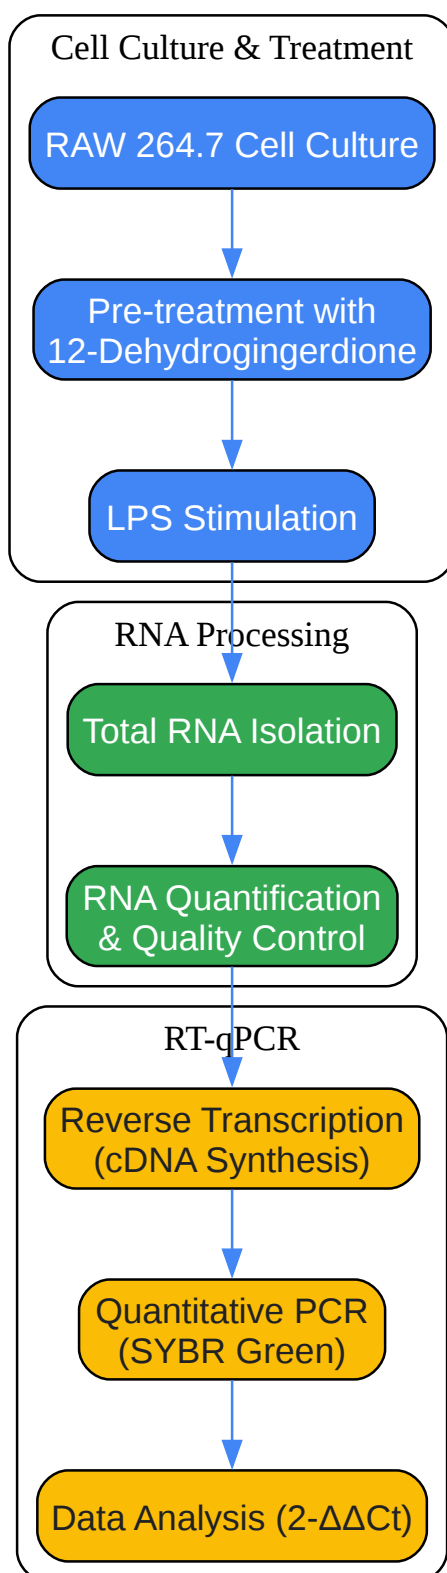 Cell Culture & Treatment
RAW 264.7 Cell Culture
Pre-treatment with
12-Dehydrogingerdione
LPS Stimulation
RNA Processing
Total RNA Isolation
RNA Quantification
& Quality Control
RT-qPCR
Reverse Transcription
(cDNA Synthesis)
Quantitative PCR
(SYBR Green)
Data Analysis (2-ΔΔCt)